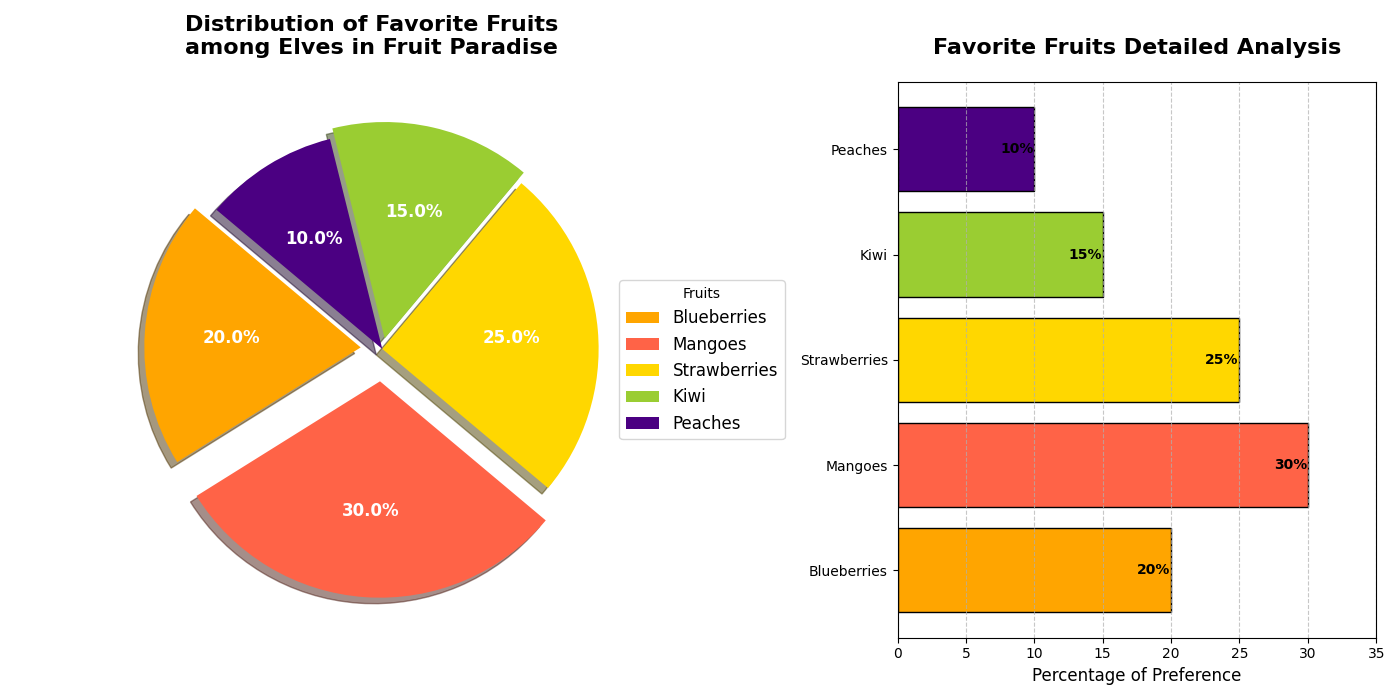 Distribution of Favorite Fruits
among Elves in Fruit Paradise
15.0%
10.0%
20.0%
25.0%
30.0%
Fruits
Blueberries
Mangoes
Strawberries
Kiwi
Peaches
Favorite Fruits Detailed Analysis
Peaches
10%
Kiwi
15%
Strawberries
25%
Mangoes
30%
Blueberries
20%
0 5 10 15 20 25 30 35
Percentage of Preference